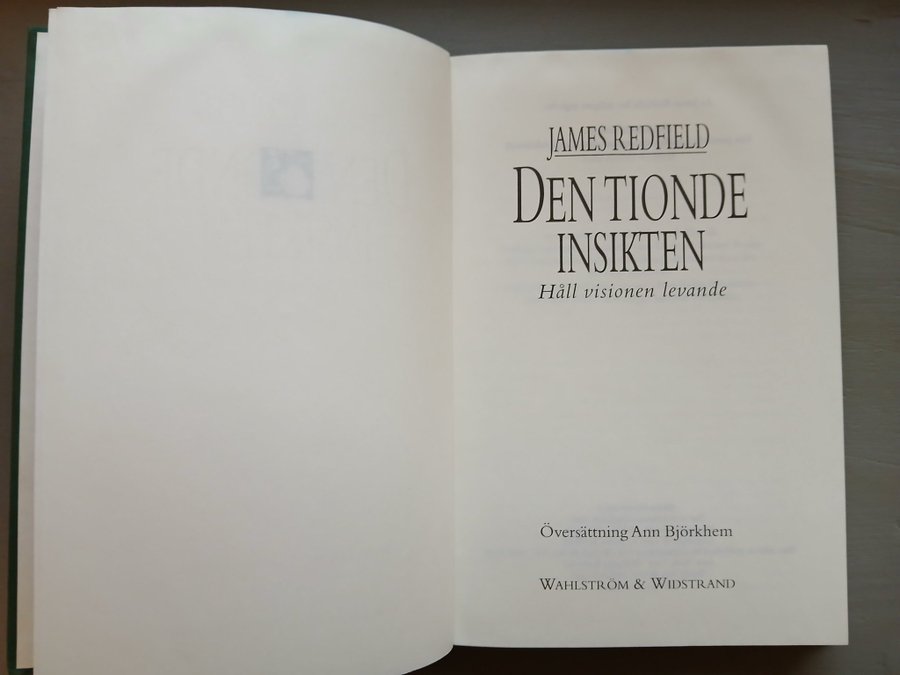 JAMES REDFIELD
DEN TIONDE
INSIKTEN
Håll visionen levande
Översättning Ann Björkhem
WAHLSTRÖM & WIDSTRAND